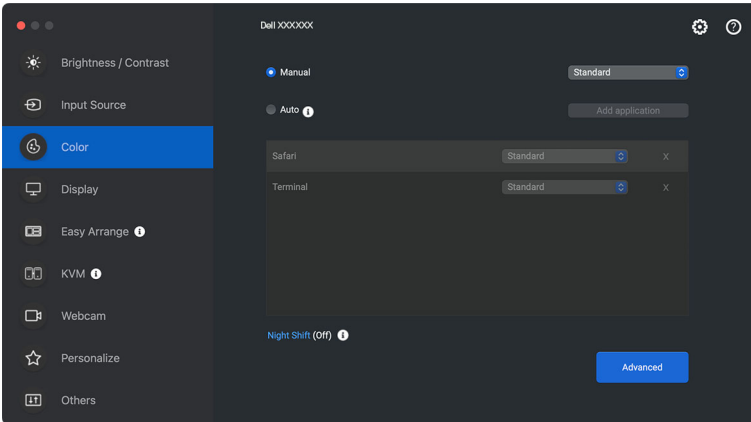 Dell XXXXXX
Brightness / Contrast
Input Source
Color
Display
Easy Arrange
KVM
Webcam
Personalize
Others
Manual
Standard
Auto
Add application
Safari Standard X
Terminal Standard X
Night Shift (Off)
Advanced